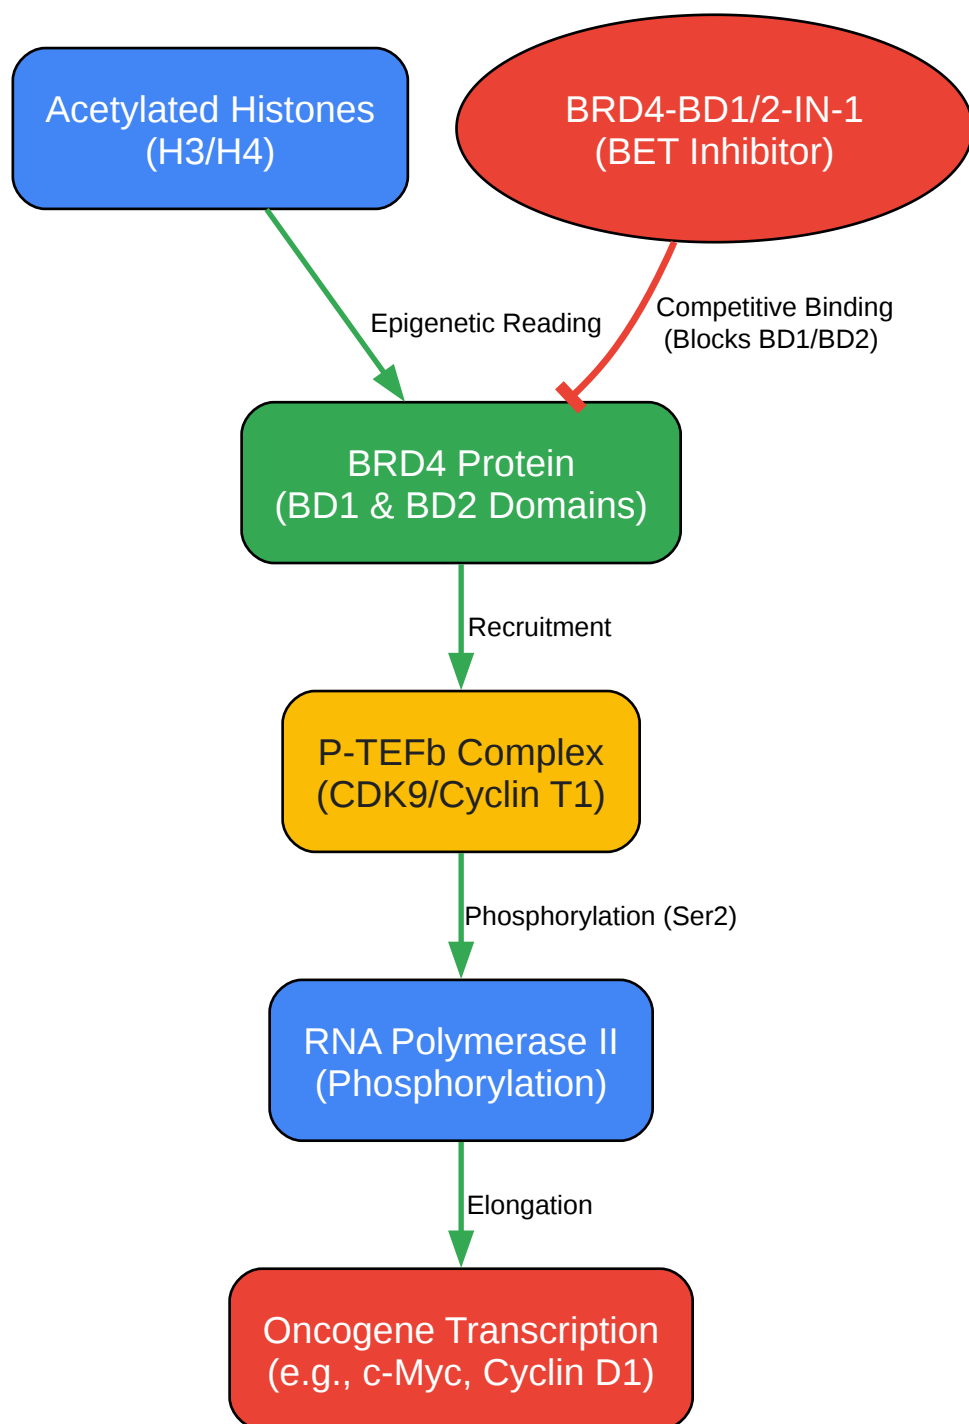 Acetylated Histones
(H3/H4)
BRD4-BD1/2-IN-1
(BET Inhibitor)
Epigenetic Reading
Competitive Binding
(Blocks BD1/BD2)
BRD4 Protein
(BD1 & BD2 Domains)
Recruitment
P-TEFb Complex
(CDK9/Cyclin T1)
Phosphorylation (Ser2)
RNA Polymerase II
(Phosphorylation)
Elongation
Oncogene Transcription
(e.g., c-Myc, Cyclin D1)